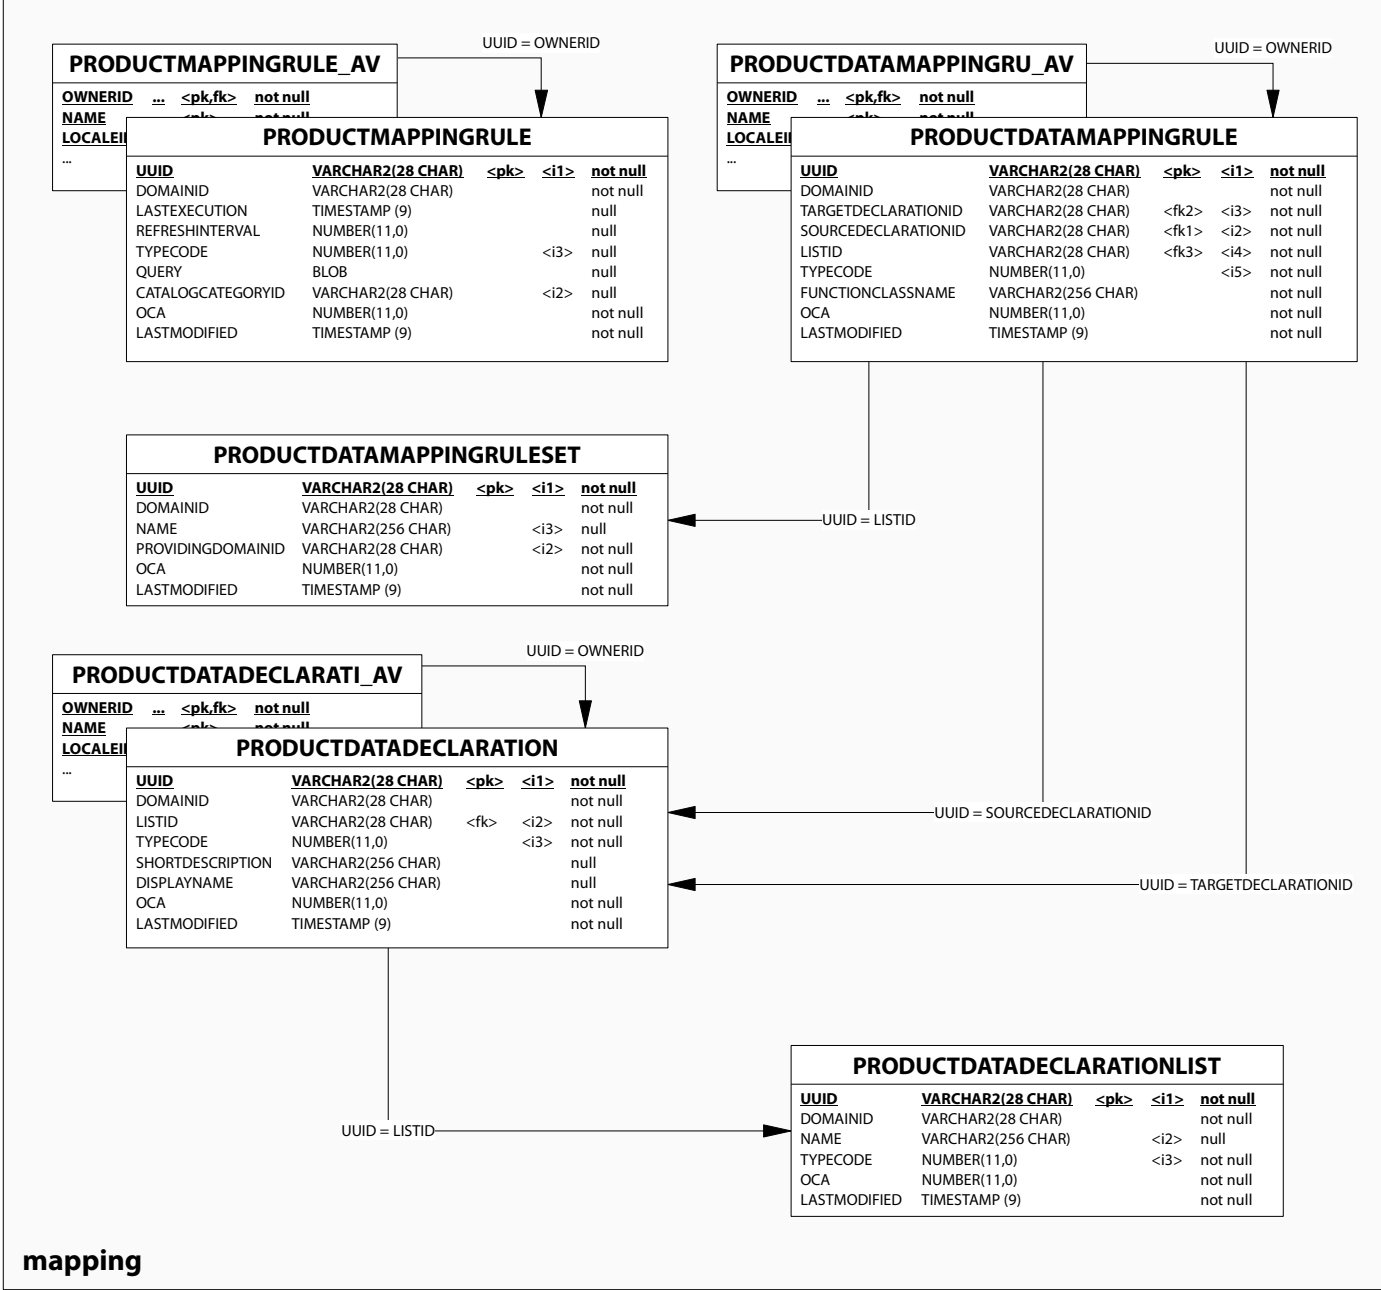 UUID = OWNERID
PRODUCTMAPPINGRULE_AV
OWNERID ... <pk,fk> not null
NAME
LOCALEI
...
PRODUCTMAPPINGRULE
UUID VARCHAR2(28 CHAR) <pk> <i1> not null
DOMAINID VARCHAR2(28 CHAR) not null
LASTEXECUTION TIMESTAMP (9) null
REFRESHINTERVAL NUMBER(11,0) null
TYPECODE NUMBER(11,0) <i3> null
QUERY BLOB null
CATALOGCATEGORYID VARCHAR2(28 CHAR) <i2> null
OCA NUMBER(11,0) not null
LASTMODIFIED TIMESTAMP (9) not null
UUID = OWNERID
PRODUCTDATAMAPPINGRU_AV
OWNERID ... <pk,fk> not null
NAME
LOCALEI
...
PRODUCTDATAMAPPINGRULE
UUID VARCHAR2(28 CHAR) <pk> <i1> not null
DOMAINID VARCHAR2(28 CHAR) not null
TARGETDECLARATIONID VARCHAR2(28 CHAR) <fk2> <i3> not null
SOURCEDECLARATIONID VARCHAR2(28 CHAR) <fk1> <i2> not null
LISTID VARCHAR2(28 CHAR) <fk3> <i4> not null
TYPECODE NUMBER(11,0) <i5> not null
FUNCTIONCLASSNAME VARCHAR2(256 CHAR) not null
OCA NUMBER(11,0) not null
LASTMODIFIED TIMESTAMP (9) not null
PRODUCTDATAMAPPINGRULESET
UUID VARCHAR2(28 CHAR) <pk> <i1> not null
DOMAINID VARCHAR2(28 CHAR) not null
NAME VARCHAR2(256 CHAR) <i3> null
PROVIDINGDOMAINID VARCHAR2(28 CHAR) <i2> not null
OCA NUMBER(11,0) not null
LASTMODIFIED TIMESTAMP (9) not null
UUID = LISTID
UUID = OWNERID
PRODUCTDATADECLARATI_AV
OWNERID ... <pk,fk> not null
NAME
LOCALEI
...
PRODUCTDATADECLARATION
UUID VARCHAR2(28 CHAR) <pk> <i1> not null
DOMAINID VARCHAR2(28 CHAR) not null
LISTID VARCHAR2(28 CHAR) <fk> <i2> not null
TYPECODE NUMBER(11,0) <i3> not null
SHORTDESCRIPTION VARCHAR2(256 CHAR) null
DISPLAYNAME VARCHAR2(256 CHAR) null
OCA NUMBER(11,0) not null
LASTMODIFIED TIMESTAMP (9) not null
UUID = SOURCEDECLARATIONID
UUID = TARGETDECLARATIONID
UUID = LISTID
PRODUCTDATADECLARATIONLIST
UUID VARCHAR2(28 CHAR) <pk> <i1> not null
DOMAINID VARCHAR2(28 CHAR) not null
NAME VARCHAR2(256 CHAR) <i2> null
TYPECODE NUMBER(11,0) <i3> not null
OCA NUMBER(11,0) not null
LASTMODIFIED TIMESTAMP (9) not null
mapping